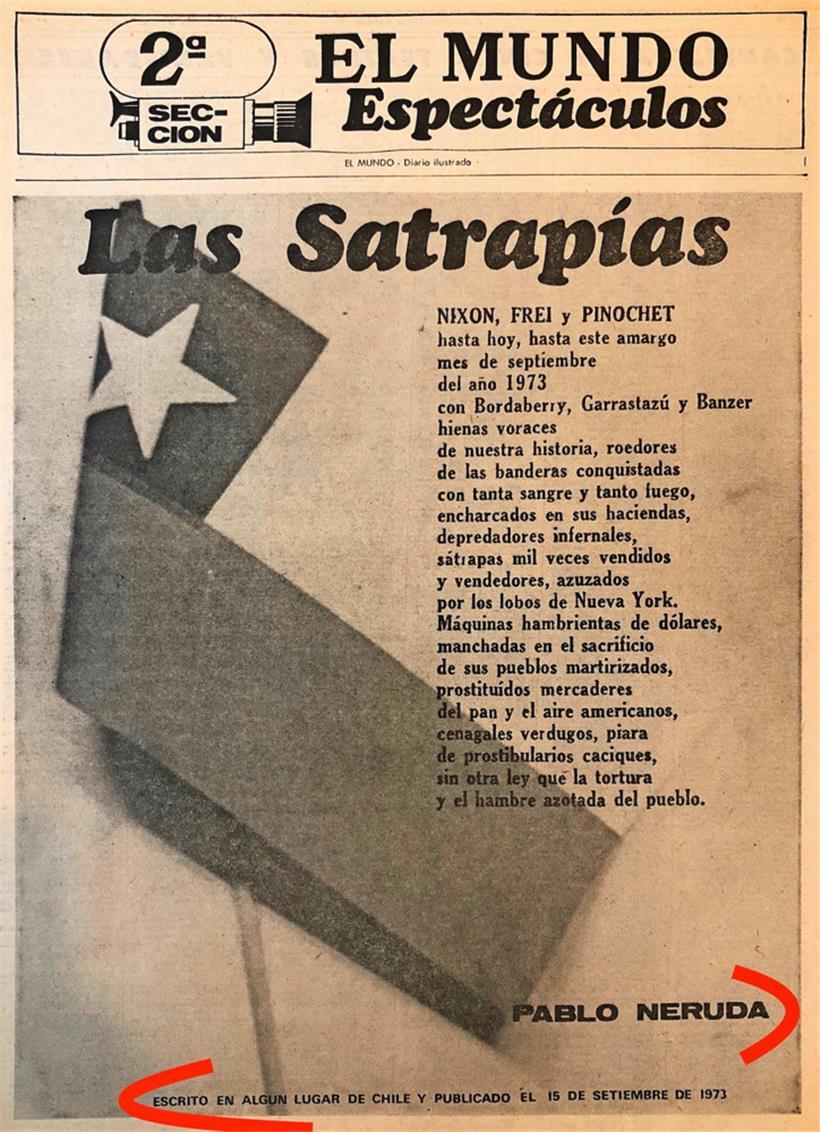 2ª
SEC-
CION
EL MUNDO
Espectáculos
EL MUNDO - Diario ilustrado
Las Satrapías
NIXON, FREI y PINOCHET
hasta hoy, hasta este amargo
mes de septiembre
del año 1973
con Bordaberry, Garrastazú y Banzer
hienas voraces
de nuestra historia, roedores
de las banderas conquistadas
con tanta sangre y tanto fuego,
encharcados en sus haciendas,
depredadores infernales,
sátrapas mil veces vendidos
y vendedores, azuzados
por los lobos de Nueva York.
Máquinas hambrientas de dólares,
manchadas en el sacrificio
de sus pueblos martirizados,
prostituídos mercaderes
del pan y el aire americanos,
cenagales verdugos, piara
de prostibularios caciques,
sin otra ley que la tortura
y el hambre azotada del pueblo.
PABLO NERUDA
ESCRITO EN ALGUN LUGAR DE CHILE Y PUBLICADO EL 15 DE SETIEMBRE DE 1973